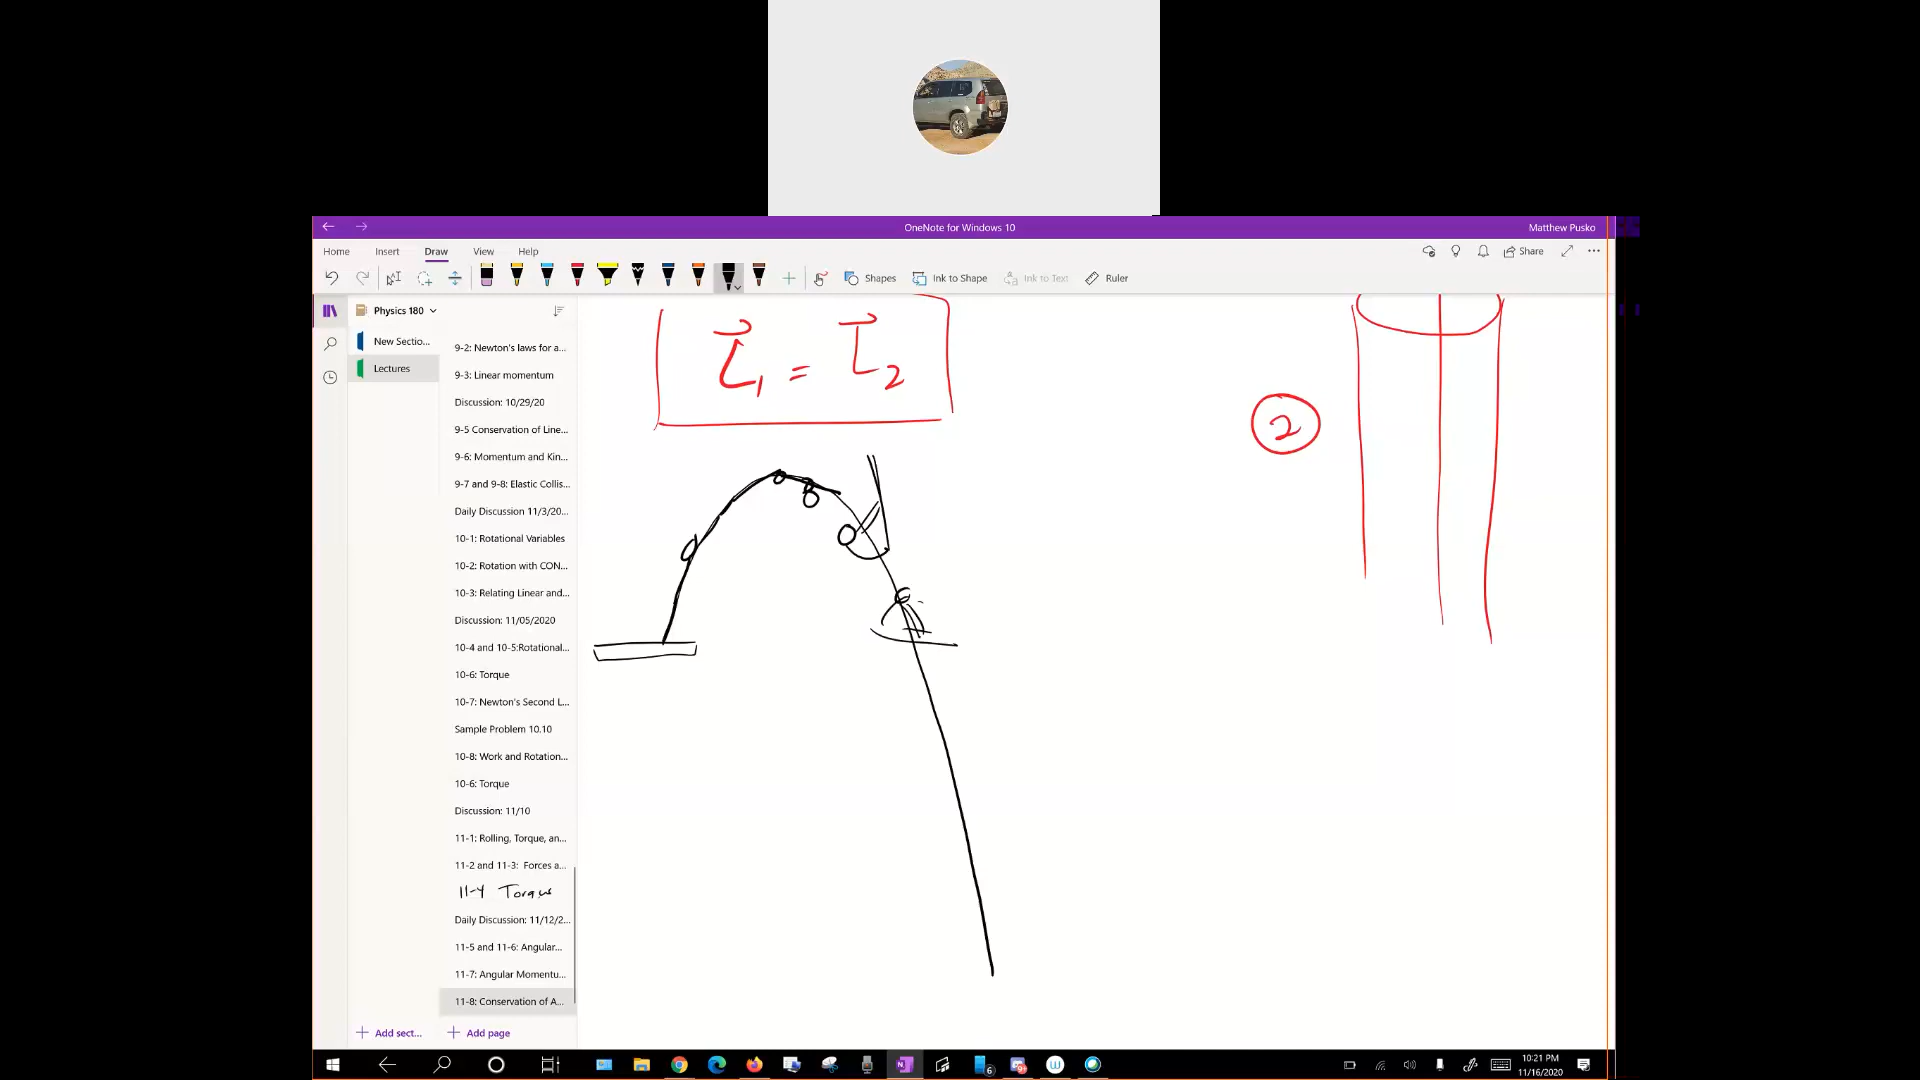 OneNote for Windows 10
Matthew Pusko
Home Insert Draw View Help
Share
Shapes Ink to Shape Ink to Text Ruler
Physics 180
New Sectio...
Lectures
9-2: Newton's laws for a...
9-3: Linear momentum
Discussion: 10/29/20
9-5 Conservation of Line...
9-6: Momentum and Kin...
9-7 and 9-8: Elastic Collis...
Daily Discussion 11/3/20...
10-1: Rotational Variables
10-2: Rotation with CON...
10-3: Relating Linear and...
Discussion: 11/05/2020
10-4 and 10-5:Rotational...
10-6: Torque
10-7: Newton's Second L...
Sample Problem 10.10
10-8: Work and Rotation...
10-6: Torque
Discussion: 11/10
11-1: Rolling, Torque, an...
11-2 and 11-3: Forces a...
11-4 Torque
Daily Discussion: 11/12/2...
11-5 and 11-6: Angular...
11-7: Angular Momentu...
11-8: Conservation of A...
Add sect...
Add page
L⃗₁ = L⃗₂
2
6
10:21 PM
11/16/2020